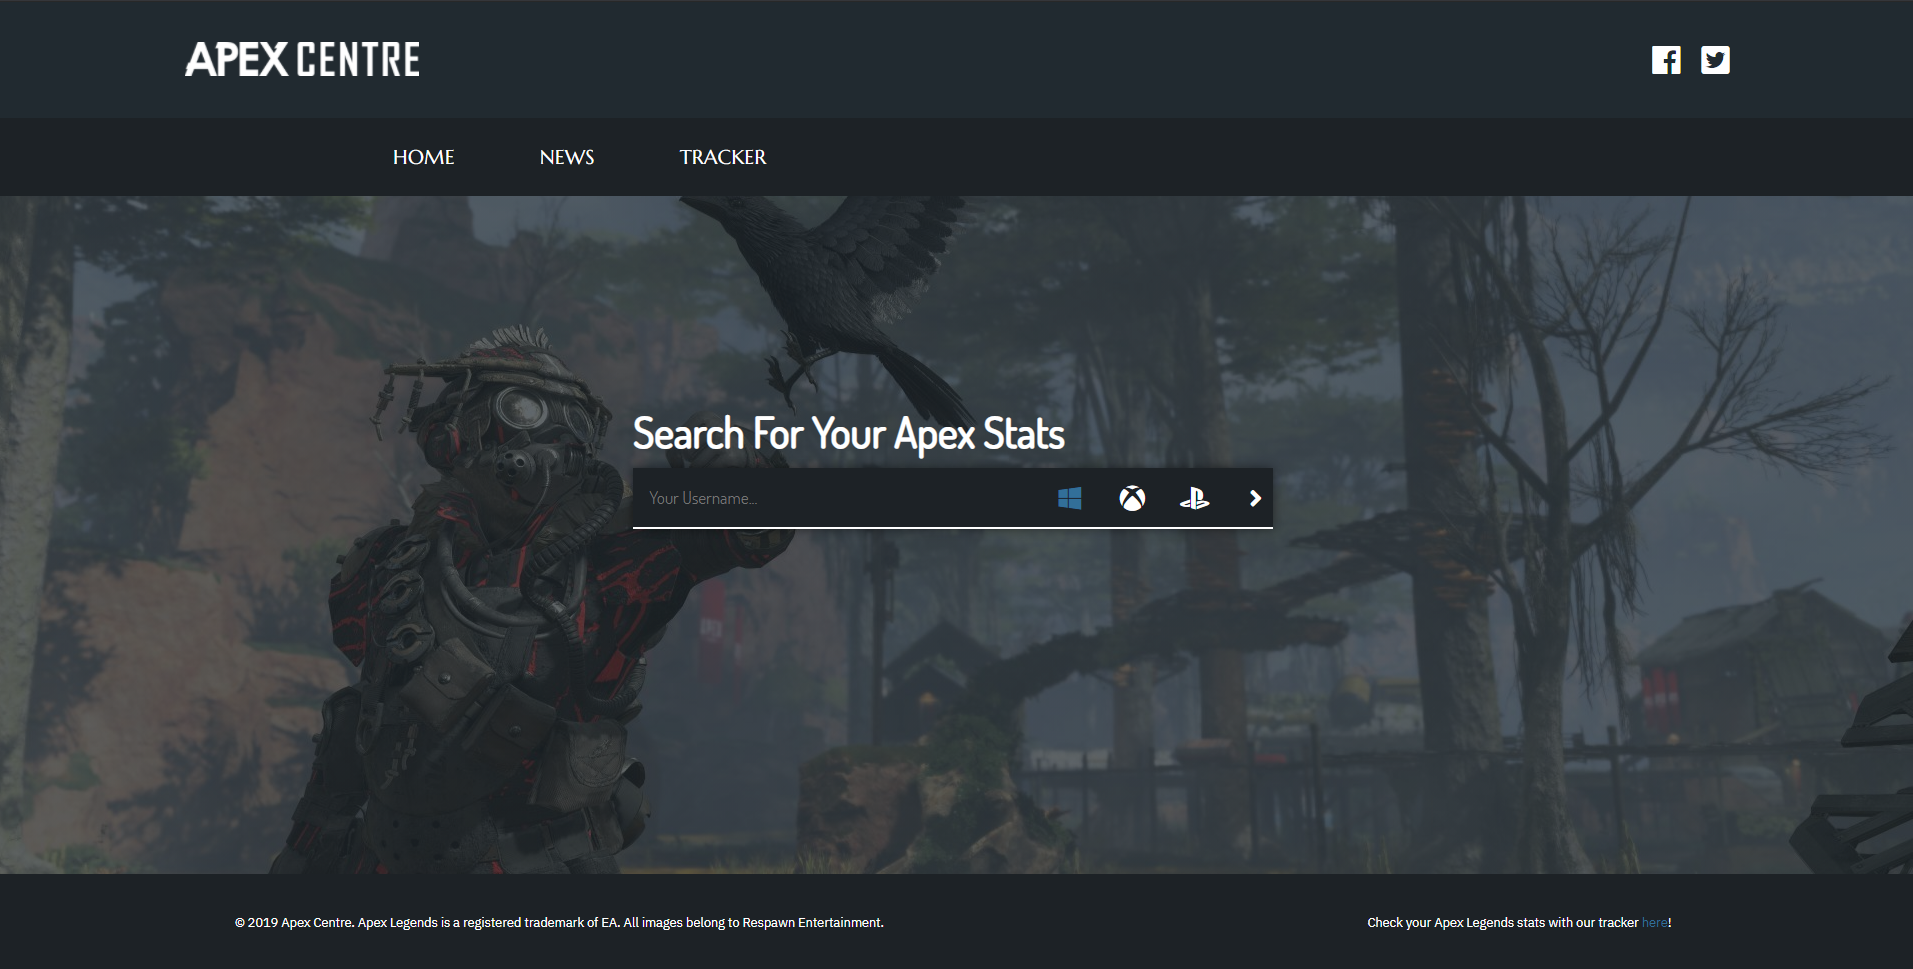 APEX CENTRE
HOME NEWS TRACKER
Search For Your Apex Stats
Your Username...
© 2019 Apex Centre. Apex Legends is a registered trademark of EA. All images belong to Respawn Entertainment.
Check your Apex Legends stats with our tracker here!